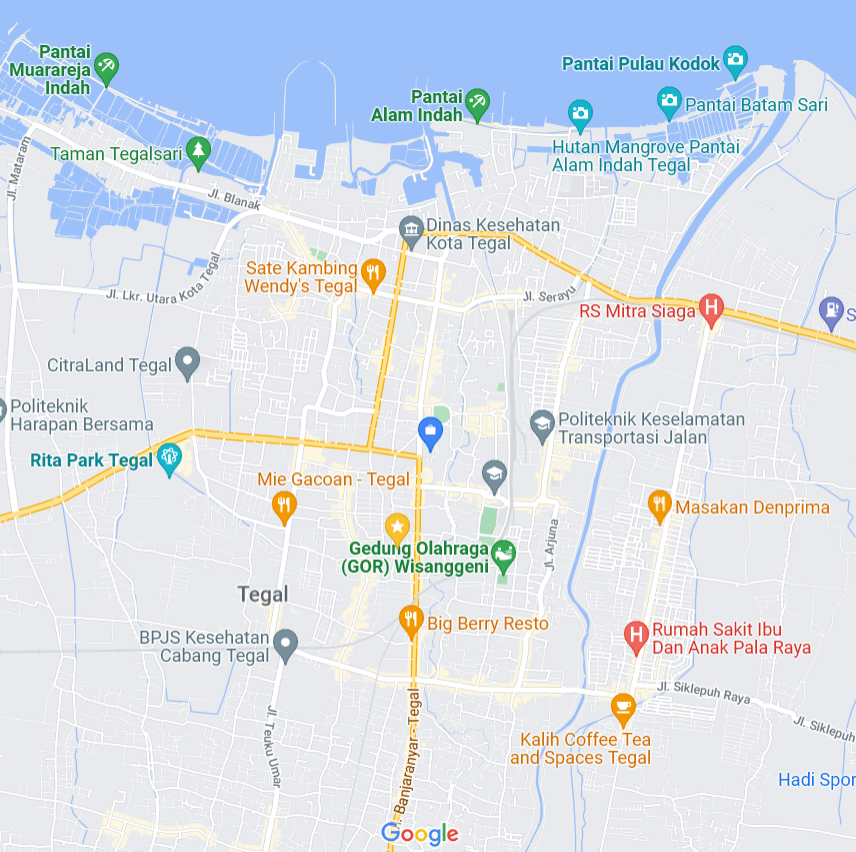 Pantai
Muarareja
Indah
Pantai Pulau Kodok
Pantai
Alam Indah
Pantai Batam Sari
Jl. Mataram
Taman Tegalsari
Hutan Mangrove Pantai
Alam Indah Tegal
Jl. Blanak
Dinas Kesehatan
Kota Tegal
Jl. Lkr. Utara Kota Tegal
Sate Kambing
Wendy's Tegal
Jl. Serayu
RS Mitra Siaga
S
CitraLand Tegal
Politeknik
Harapan Bersama
Politeknik Keselamatan
Transportasi Jalan
Rita Park Tegal
Mie Gacoan - Tegal
Masakan Denprima
Jl. Arjuna
Gedung Olahraga
(GOR) Wisanggeni
Tegal
Big Berry Resto
BPJS Kesehatan
Cabang Tegal
H
H
Rumah Sakit Ibu
Dan Anak Pala Raya
Jl. Siklepuh Raya
Jl. Siklepuh
Jl. Teuku Umar
Jl. Banjaranyar - Tegal
Kalih Coffee Tea
and Spaces Tegal
Hadi Spor
Google